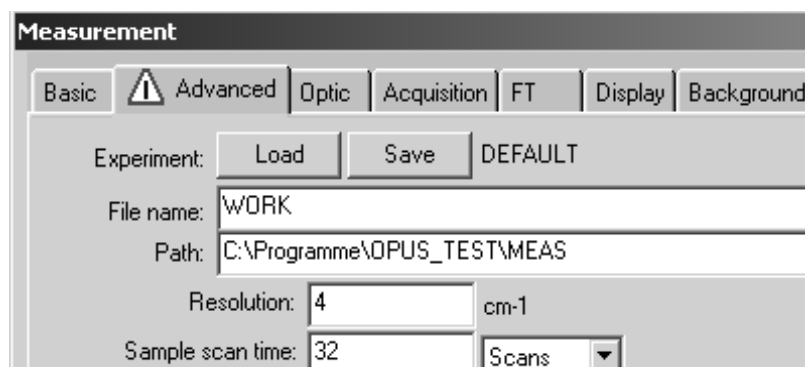 Measurement
Basic Advanced Optic Acquisition FT Display Background
Experiment: Load Save DEFAULT
File name: WORK
Path: C:\Programme\OPUS_TEST\MEAS
Resolution: 4 cm-1
Sample scan time: 32 Scans